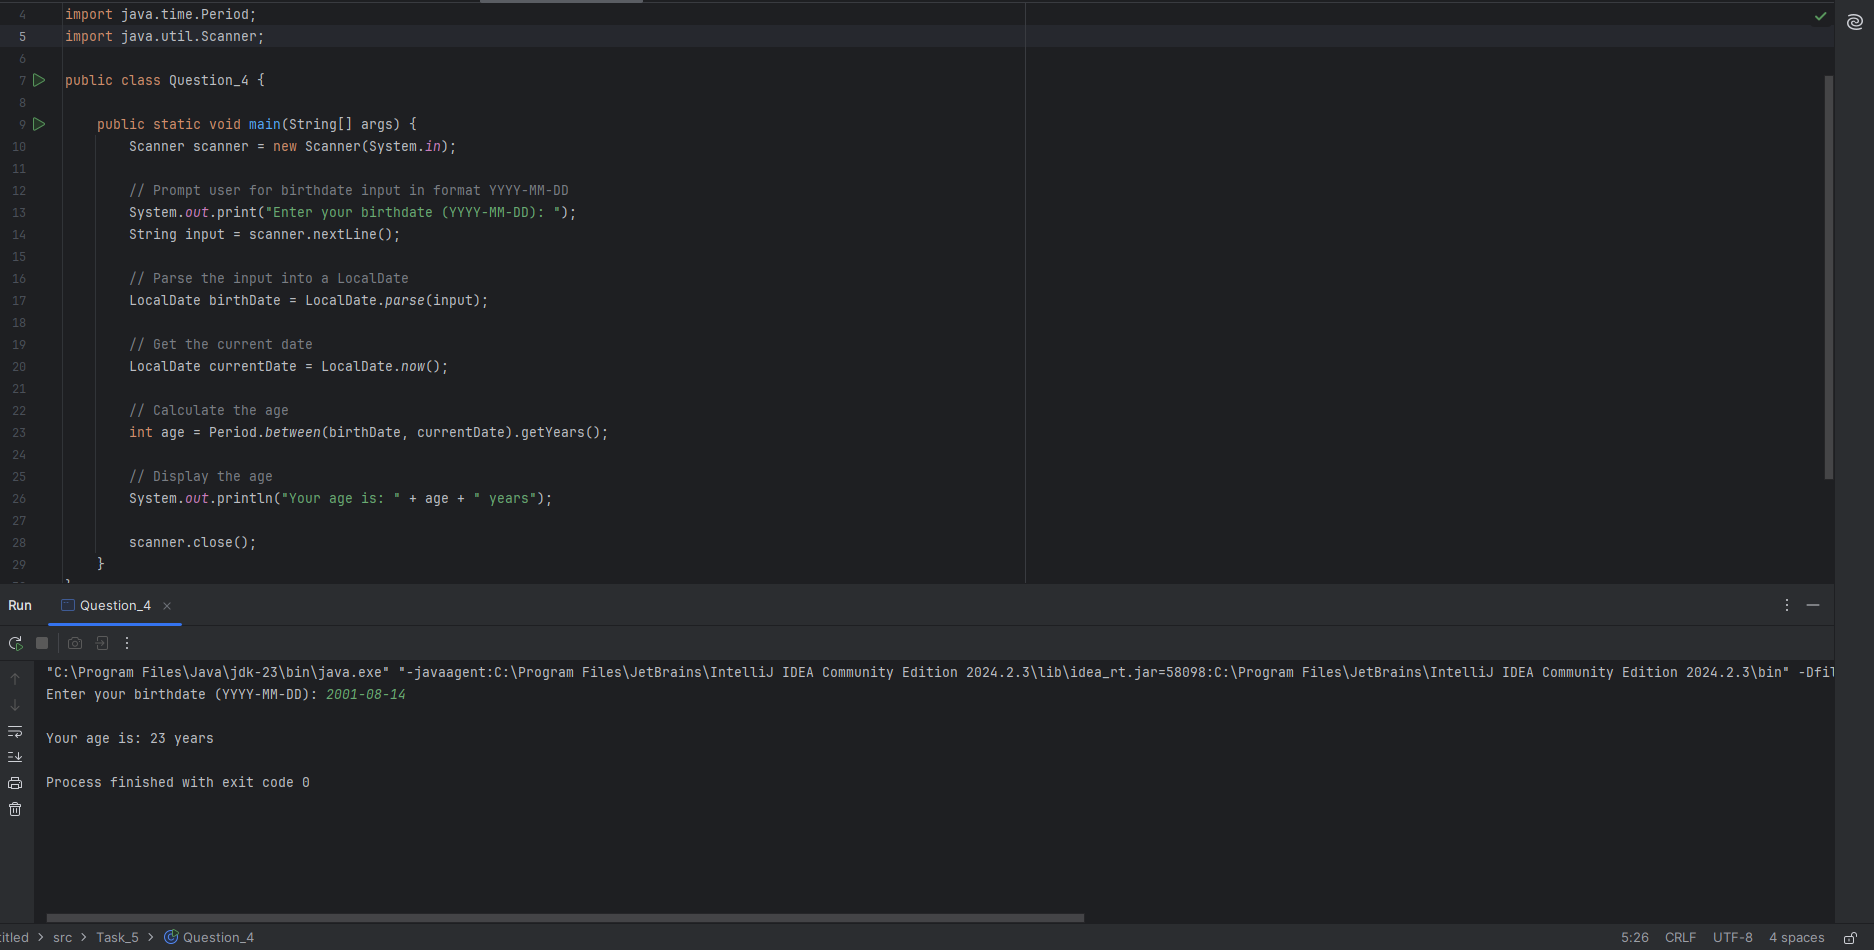 4 import java.time.Period;
5 import java.util.Scanner;
6
7 public class Question_4 {
8
9 public static void main(String[] args) {
10 Scanner scanner = new Scanner(System.in);
11
12 // Prompt user for birthdate input in format YYYY-MM-DD
13 System.out.print("Enter your birthdate (YYYY-MM-DD): ");
14 String input = scanner.nextLine();
15
16 // Parse the input into a LocalDate
17 LocalDate birthDate = LocalDate.parse(input);
18
19 // Get the current date
20 LocalDate currentDate = LocalDate.now();
21
22 // Calculate the age
23 int age = Period.between(birthDate, currentDate).getYears();
24
25 // Display the age
26 System.out.println("Your age is: " + age + " years");
27
28 scanner.close();
29 }
Run Question_4
"C:\Program Files\Java\jdk-23\bin\java.exe" "-javaagent:C:\Program Files\JetBrains\IntelliJ IDEA Community Edition 2024.2.3\lib\idea_rt.jar=58098:C:\Program Files\JetBrains\IntelliJ IDEA Community Edition 2024.2.3\bin" -Dfil
Enter your birthdate (YYYY-MM-DD): 2001-08-14
Your age is: 23 years
Process finished with exit code 0
itled > src > Task_5 > Question_4 5:26 CRLF UTF-8 4 spaces